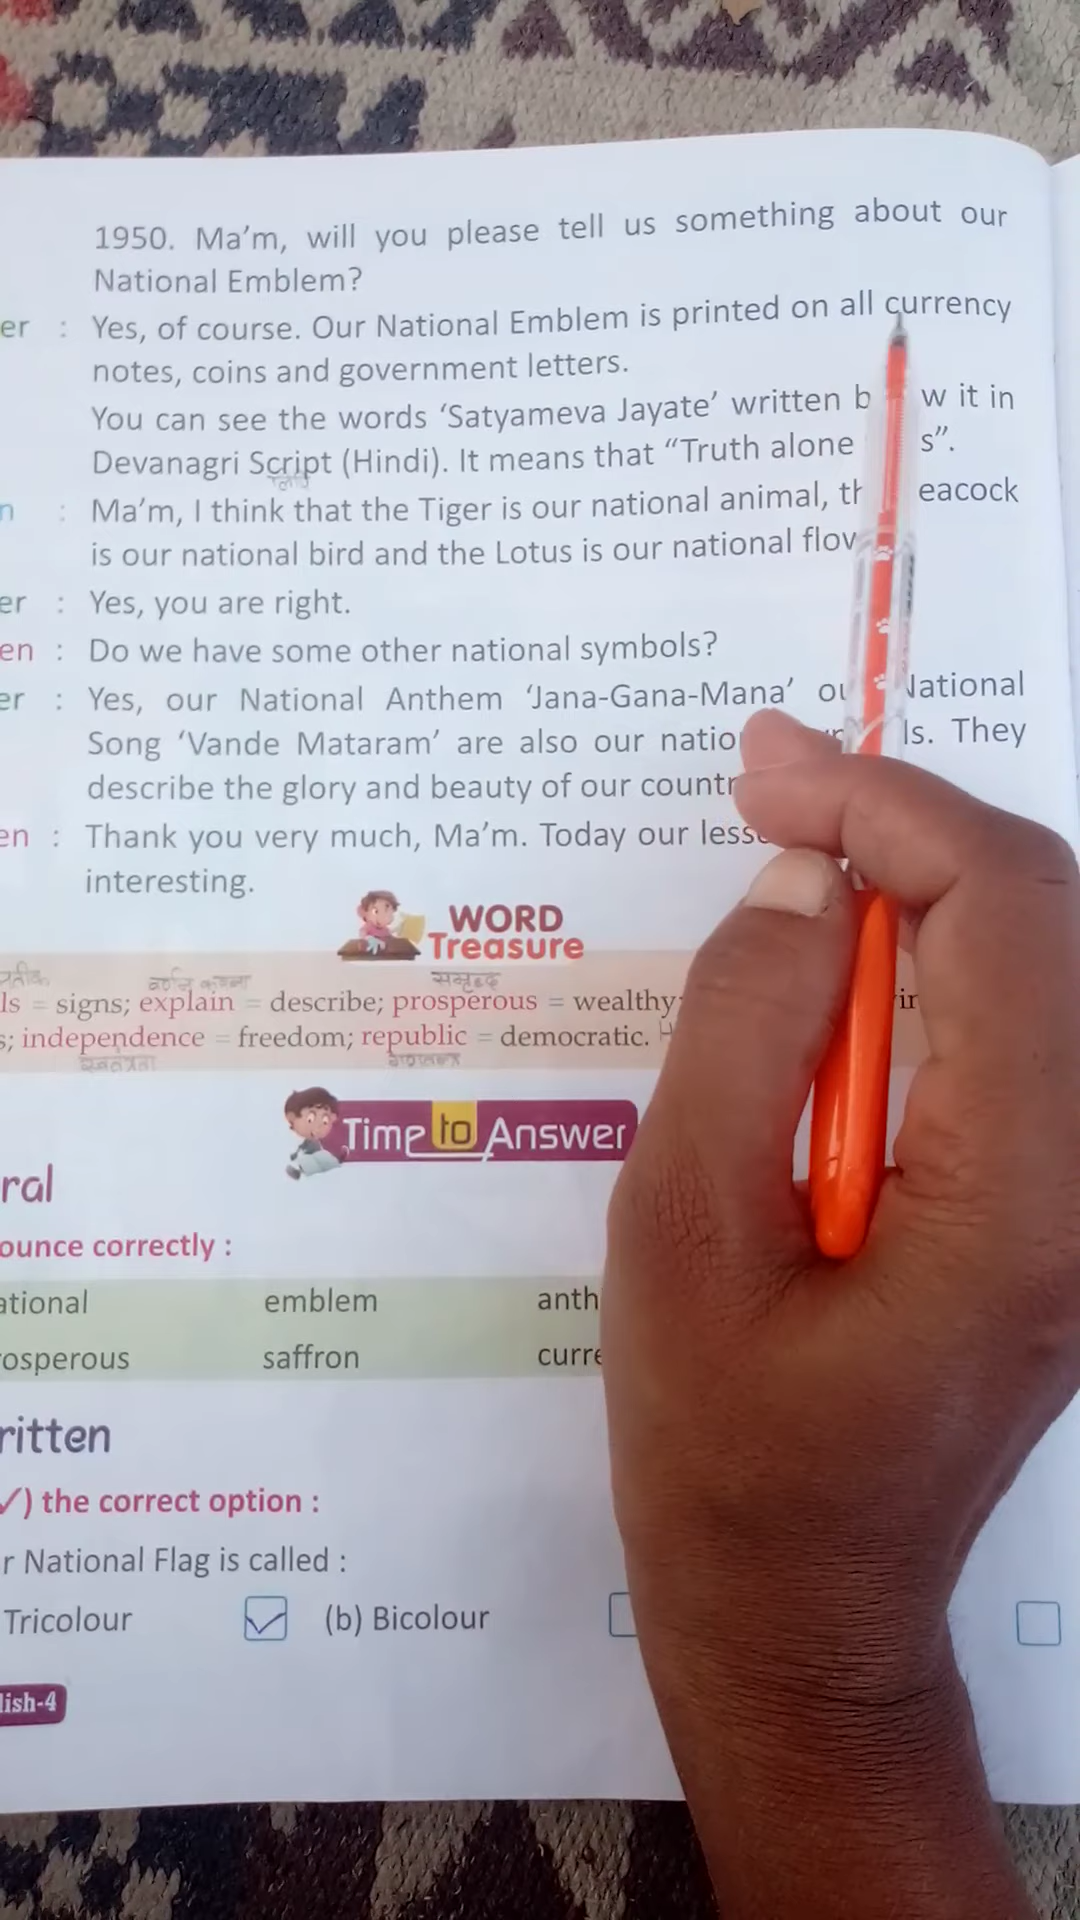 1950. Ma'm, will you please tell us something about our
National Emblem?
er : Yes, of course. Our National Emblem is printed on all currency
notes, coins and government letters.
You can see the words 'Satyameva Jayate' written b w it in
Devanagri Script (Hindi). It means that "Truth alone s".
n : Ma'm, I think that the Tiger is our national animal, th eacock
is our national bird and the Lotus is our national flow
er : Yes, you are right.
en : Do we have some other national symbols?
er : Yes, our National Anthem 'Jana-Gana-Mana' ou National
Song 'Vande Mataram' are also our natio ls. They
describe the glory and beauty of our countr
en : Thank you very much, Ma'm. Today our less
interesting.
WORD
Treasure
वर्णन करना समृद्ध
ls = signs; explain = describe; prosperous = wealthy;
s; independence = freedom; republic = democratic.
स्वतंत्रता गणतन्त्र
Time to Answer
ral
ounce correctly :
ational emblem anth
osperous saffron curre
ritten
✓) the correct option :
r National Flag is called :
Tricolour ✓ (b) Bicolour
lish-4